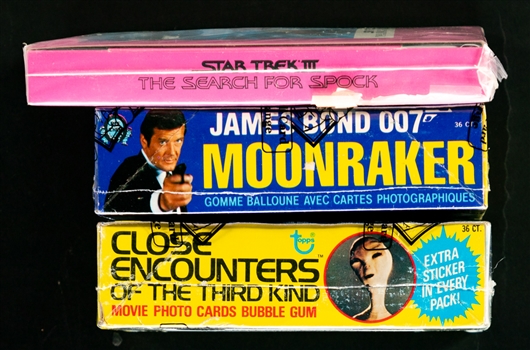 STAR TREK III
THE SEARCH FOR SPOCK
JAMES BOND 007
36 CT.
MOONRAKER
GOMME BALLOUNE AVEC CARTES PHOTOGRAPHIQUES
CLOSE
ENCOUNTERS
OF THE THIRD KIND™
MOVIE PHOTO CARDS BUBBLE GUM
topps
36 CT.
EXTRA
STICKER
IN EVERY
PACK!